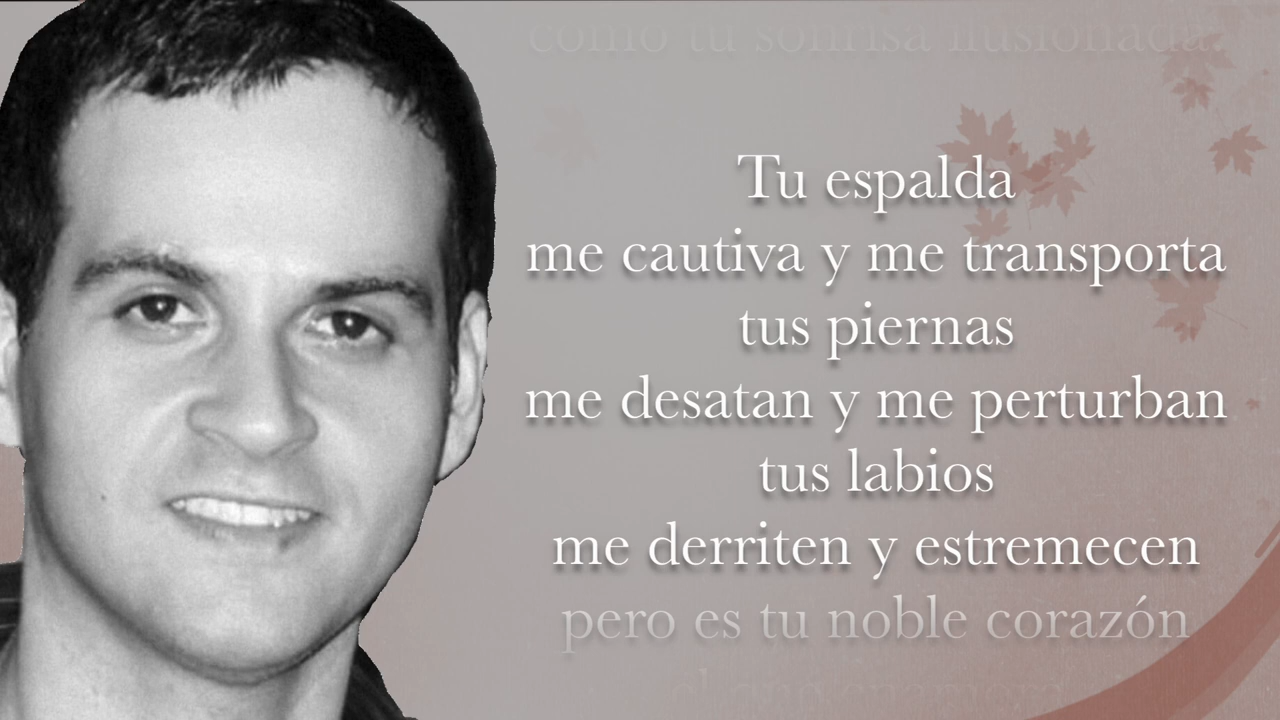 como tu sonrisa ilusionada.
Tu espalda
me cautiva y me transporta
tus piernas
me desatan y me perturban
tus labios
me derriten y estremecen
pero es tu noble corazón